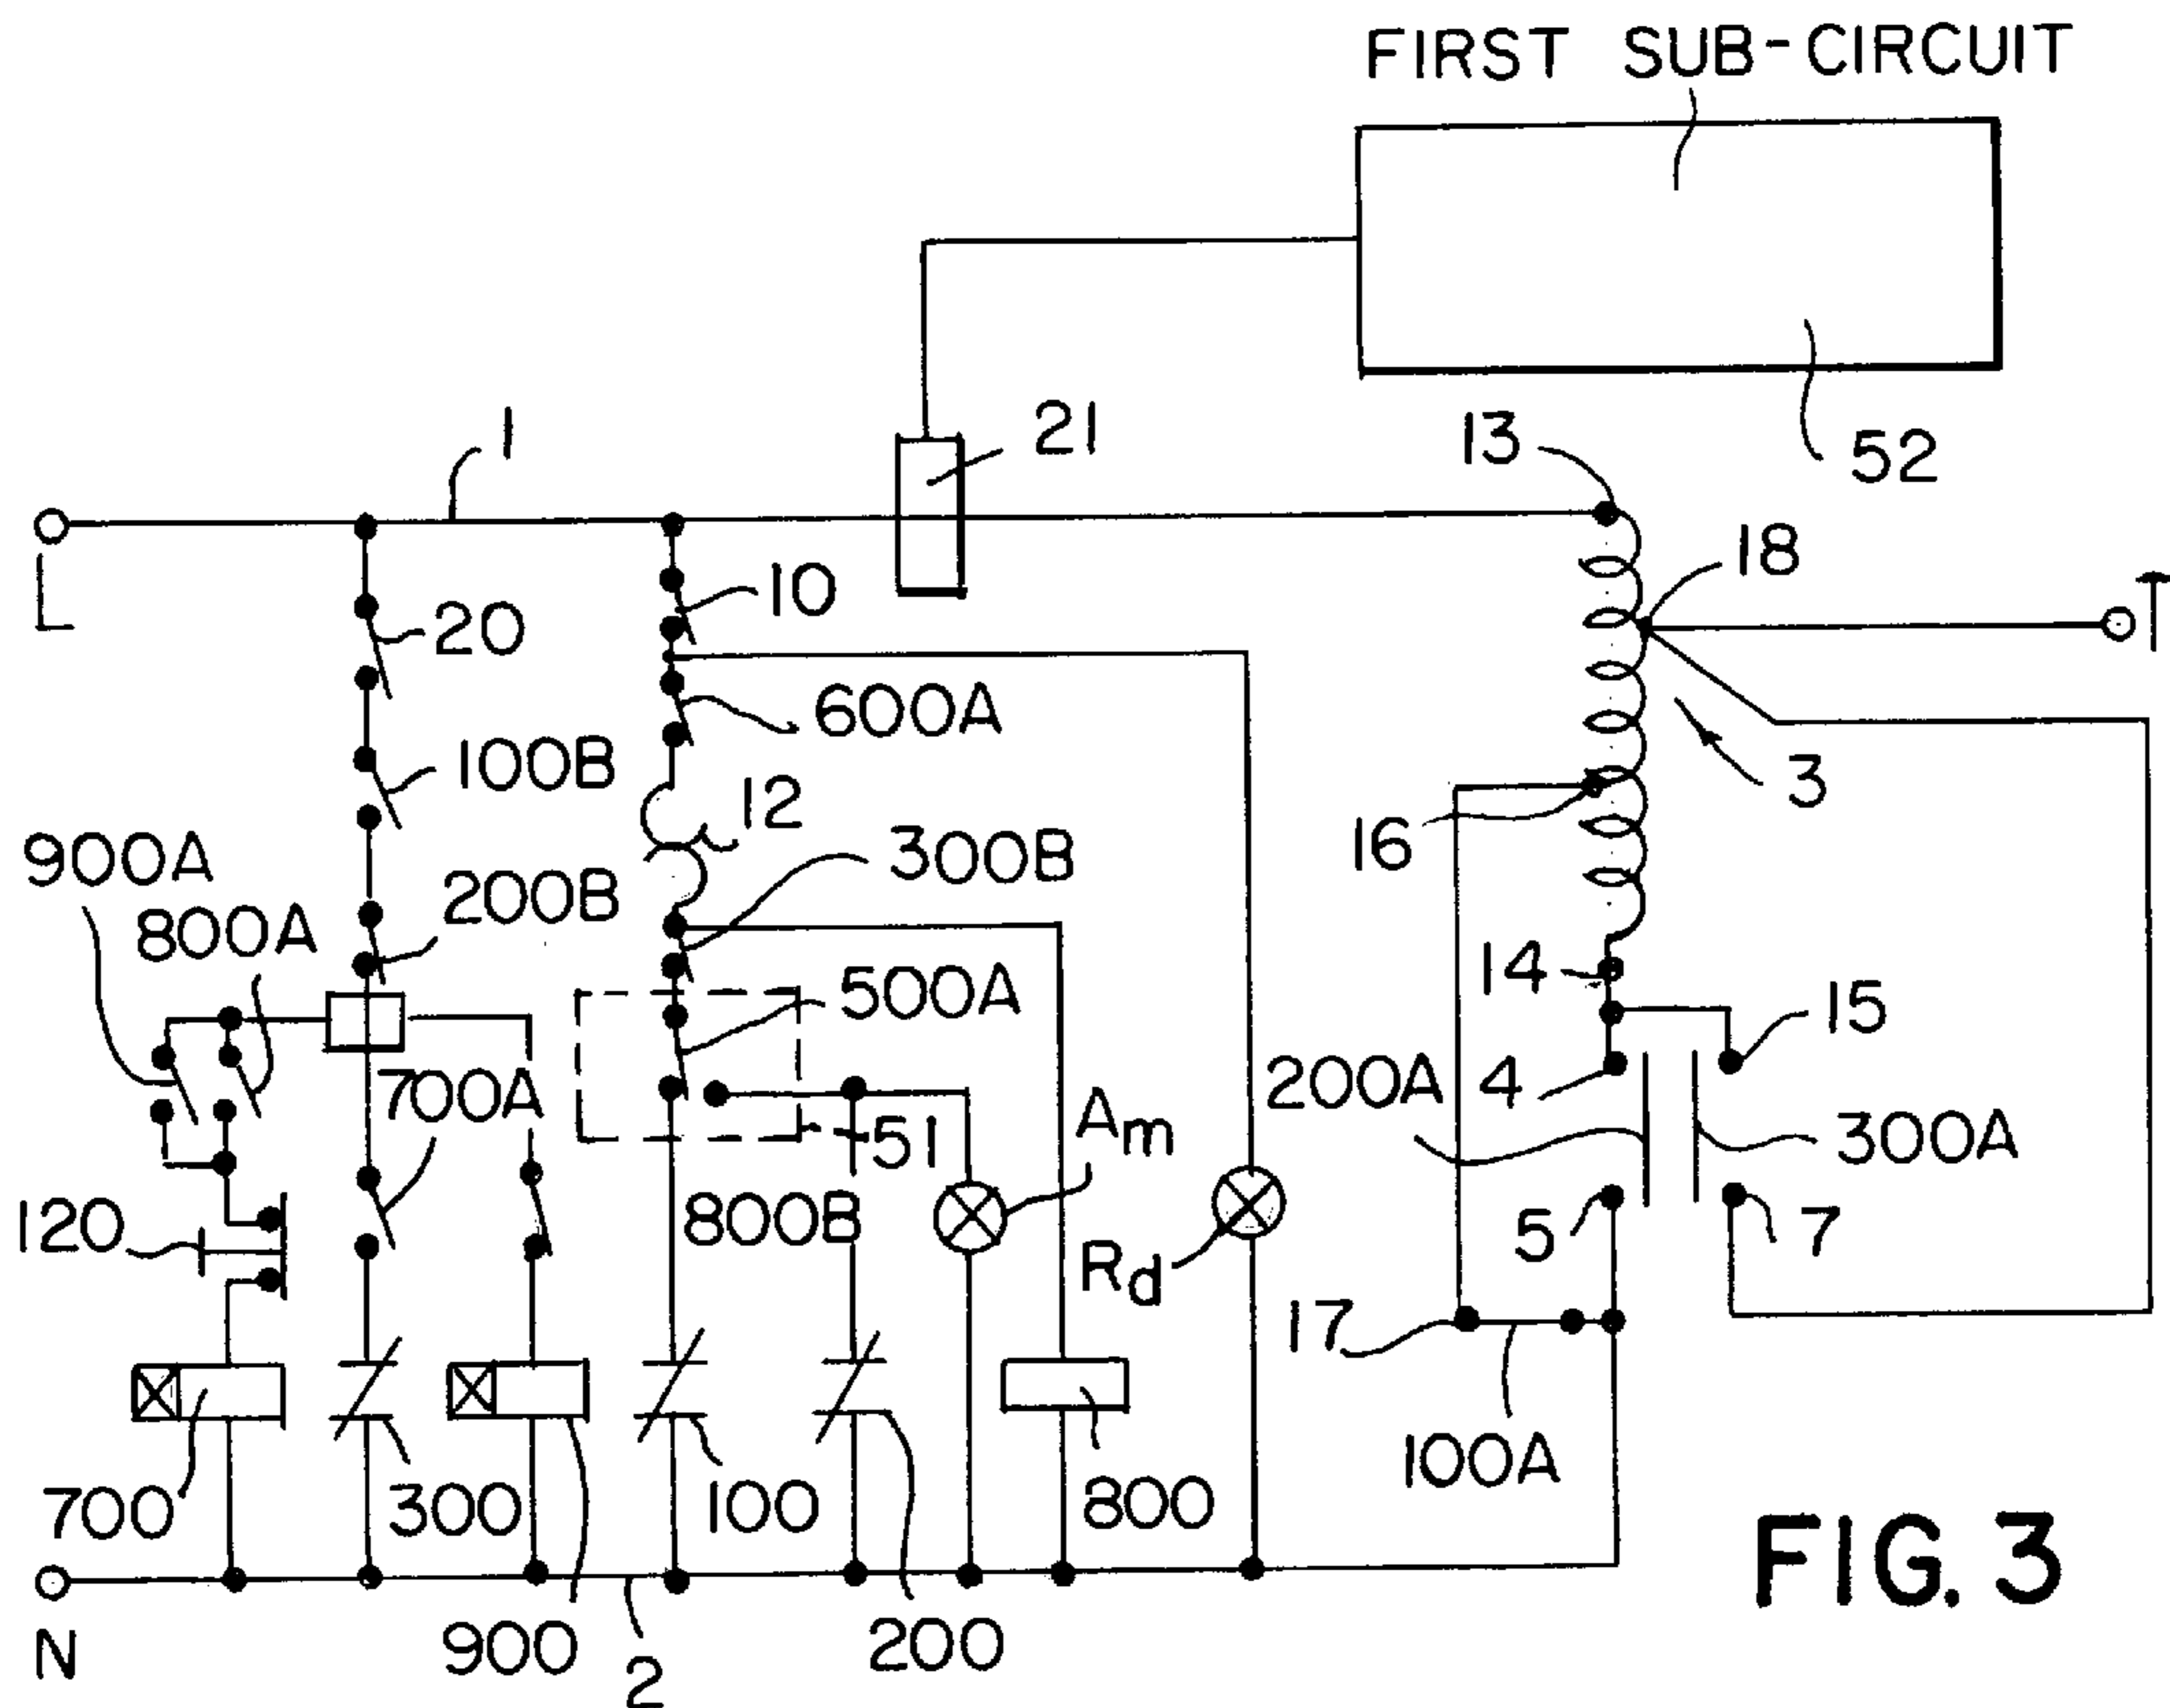 FIRST SUB-CIRCUIT
1
21
13
52
L
10
18
T
20
600A
3
100B
12
16
900A
300B
800A
200B
14
500A
15
200A
4
700A
51
Am
300A
120
800B
5
7
Rd
17
100A
700
300
100
800
FIG. 3
N
900
2
200